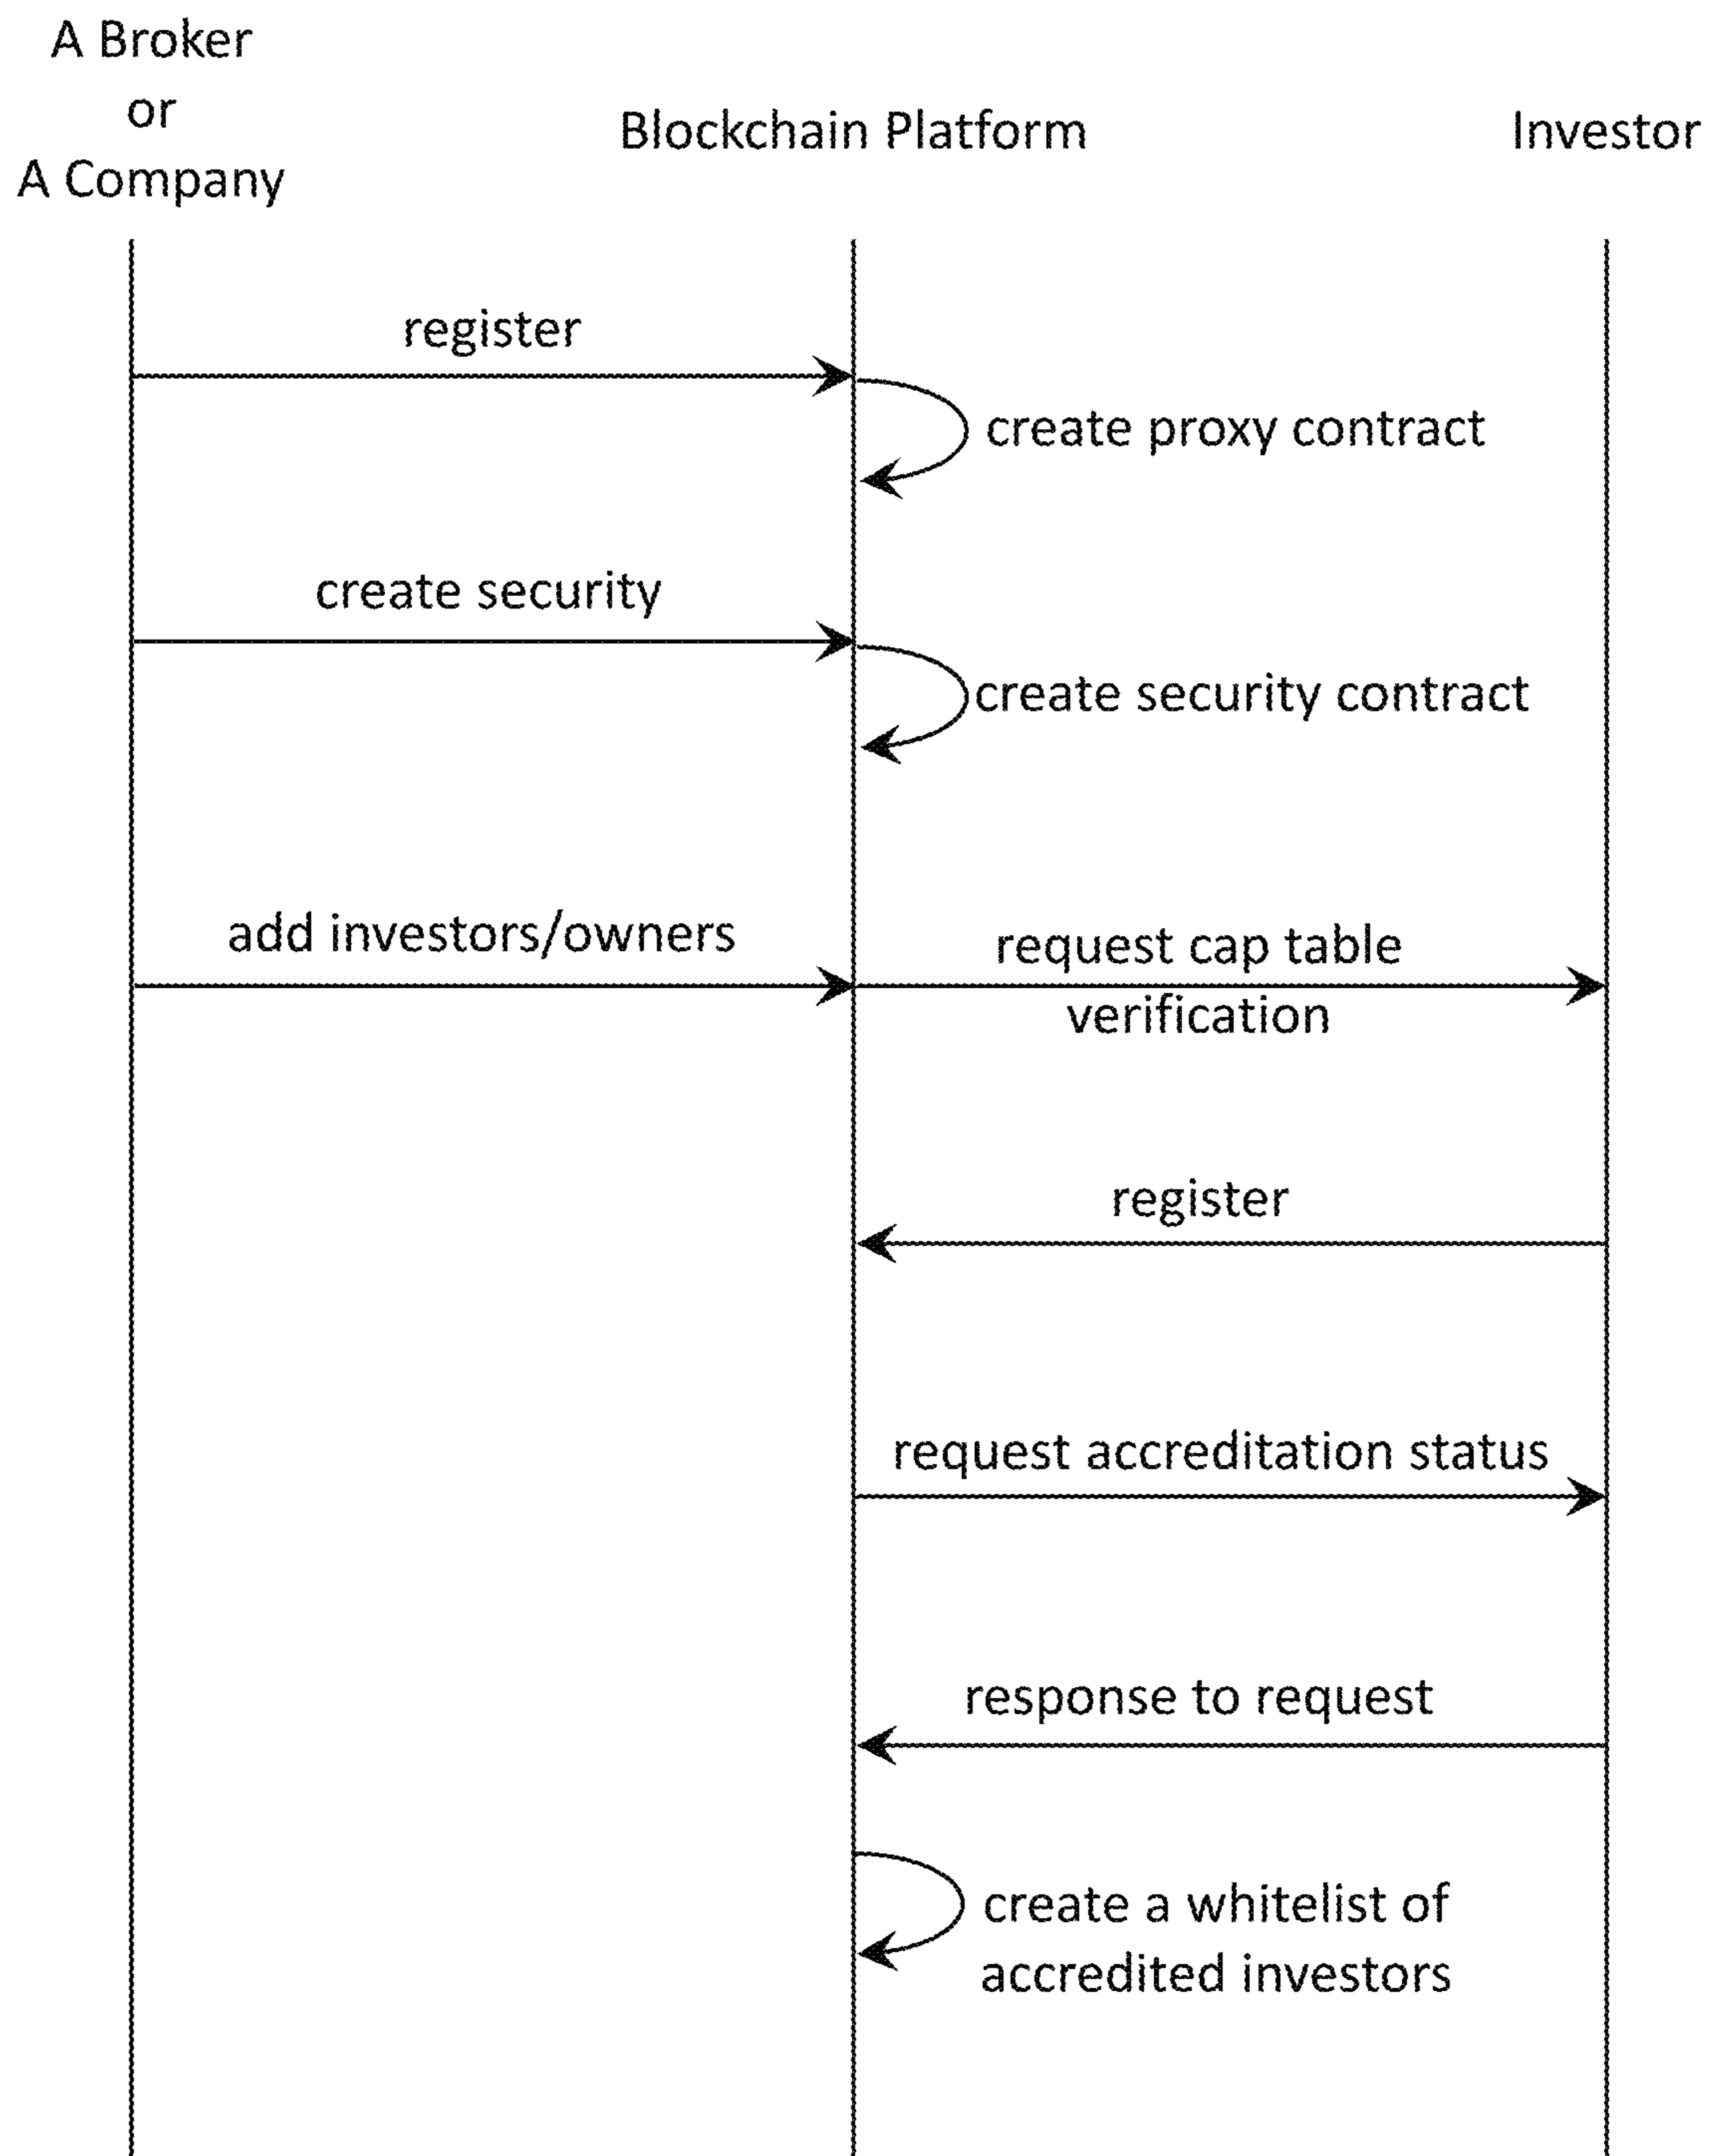 A Broker
or
A Company
Blockchain Platform
Investor
register
create proxy contract
create security
create security contract
add investors/owners
request cap table
verification
register
request accreditation status
response to request
create a whitelist of
accredited investors